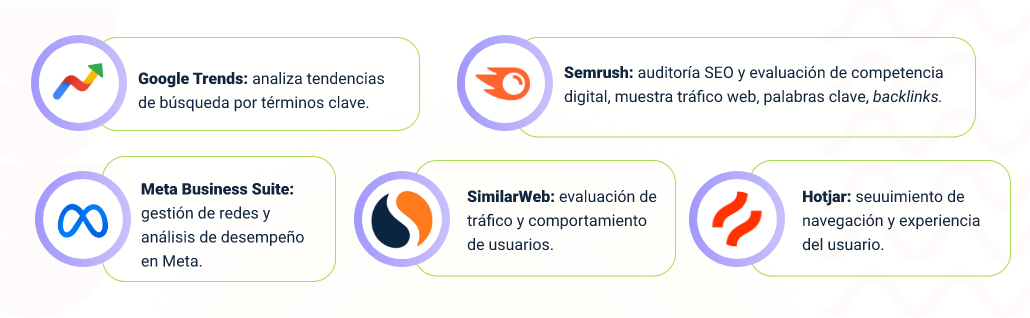 Google Trends: analiza tendencias
de búsqueda por términos clave.
Semrush: auditoría SEO y evaluación de competencia
digital, muestra tráfico web, palabras clave, backlinks.
Meta Business Suite:
gestión de redes y
análisis de desempeño
en Meta.
SimilarWeb: evaluación de
tráfico y comportamiento
de usuarios.
Hotjar: seuuimiento de
navegación y experiencia
del usuario.